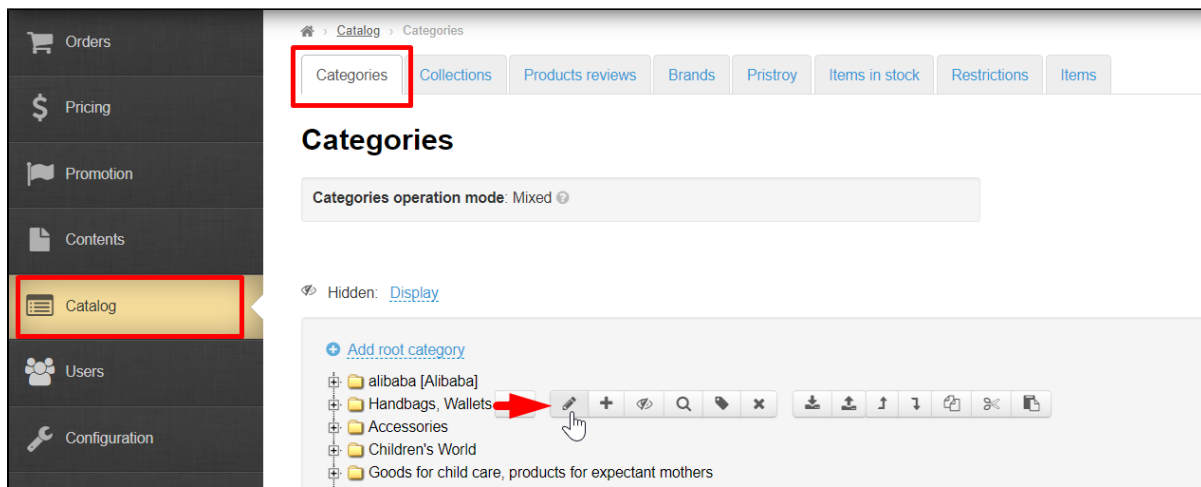 Orders
Pricing
Promotion
Contents
Catalog
Users
Configuration
Catalog Categories
Categories Collections Products reviews Brands Pristroy Items in stock Restrictions Items
Categories
Categories operation mode: Mixed
Hidden: Display
Add root category
alibaba [Alibaba]
Handbags, Wallets
Accessories
Children's World
Goods for child care, products for expectant mothers